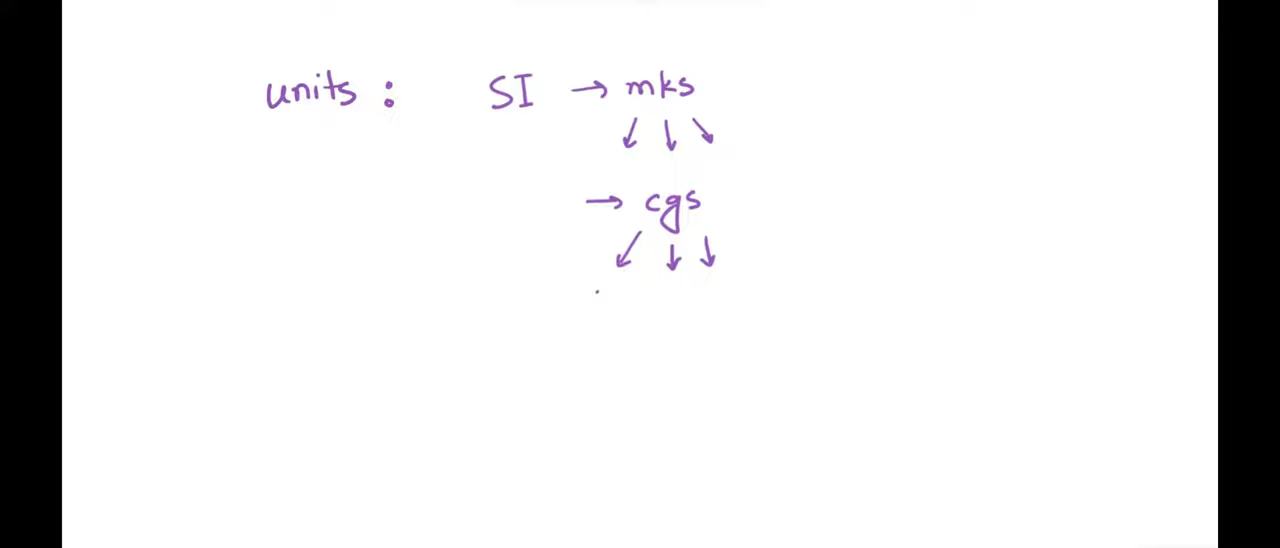 units : SI → mks
↙ ↓ ↘
→ cgs
↙ ↓ ↓